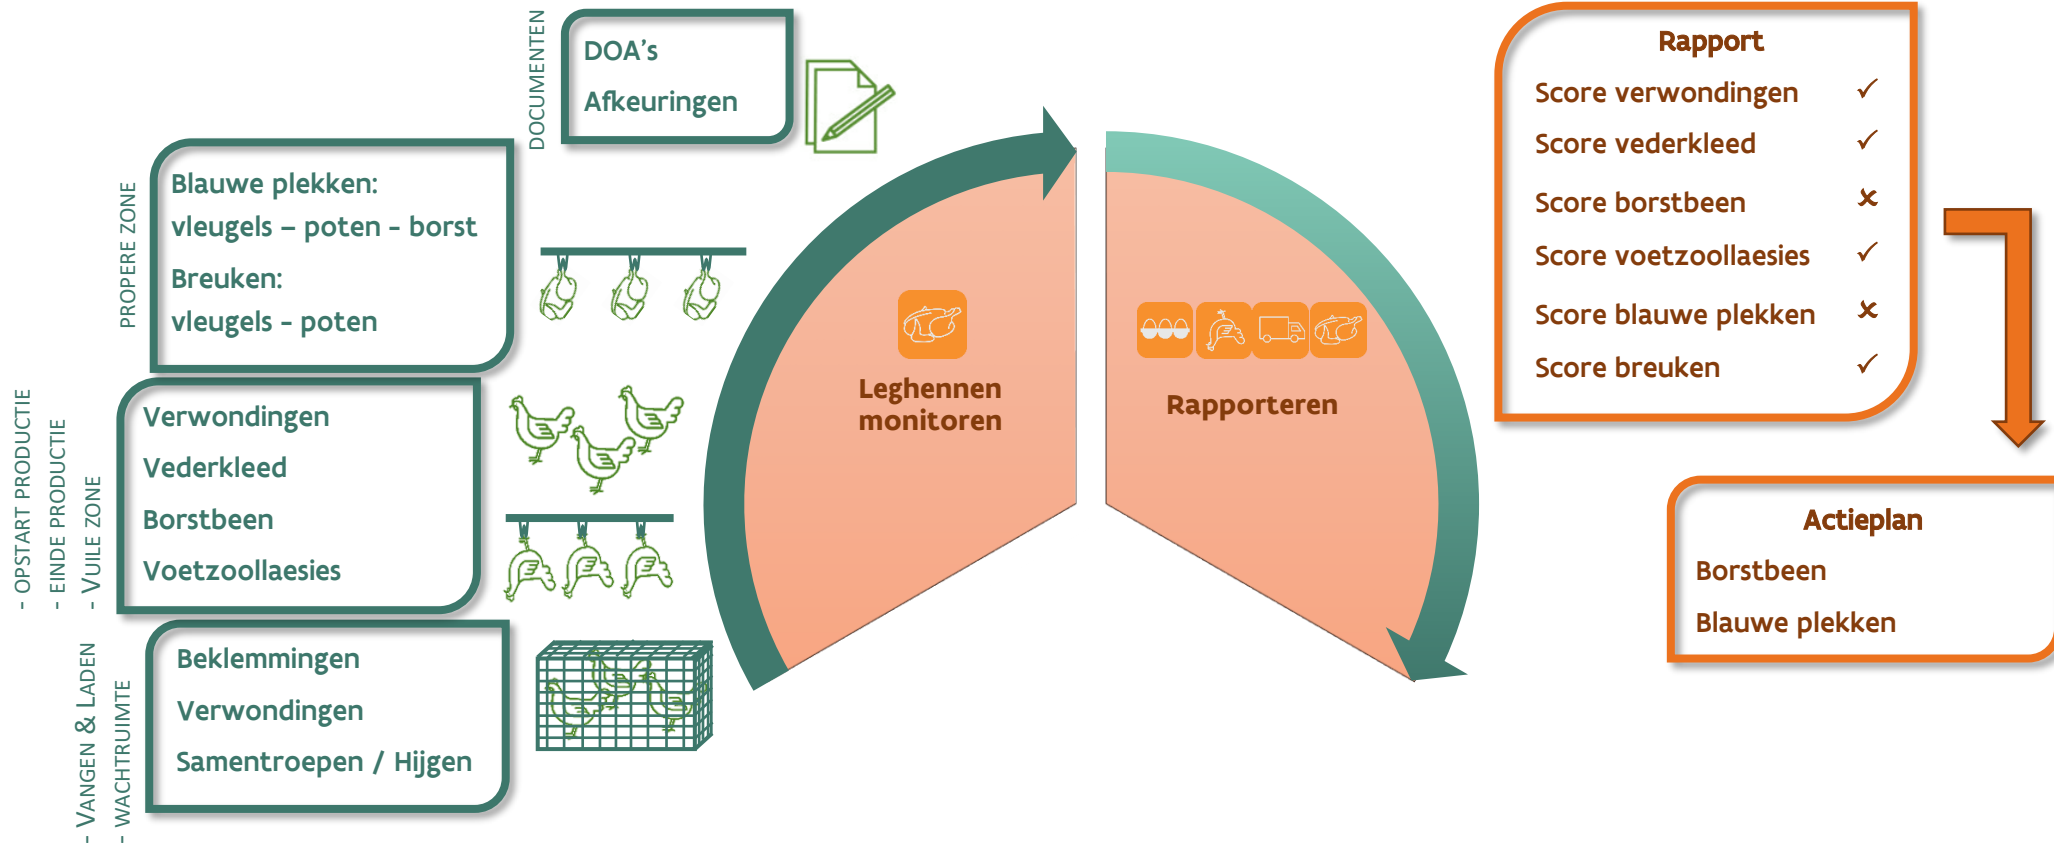 DOCUMENTEN
DOA's
Afkeuringen
PROPERE ZONE
Blauwe plekken:
vleugels – poten - borst
Breuken:
vleugels - poten
- OPSTART PRODUCTIE
- EINDE PRODUCTIE
- VUILE ZONE
Verwondingen
Vederkleed
Borstbeen
Voetzoollaesies
- VANGEN & LADEN
- WACHTRUIMTE
Beklemmingen
Verwondingen
Samentroepen / Hijgen
Leghennen
monitoren
Rapporteren
Rapport
Score verwondingen ✓
Score vederkleed ✓
Score borstbeen ✘
Score voetzoollaesies ✓
Score blauwe plekken ✘
Score breuken ✓
Actieplan
Borstbeen
Blauwe plekken